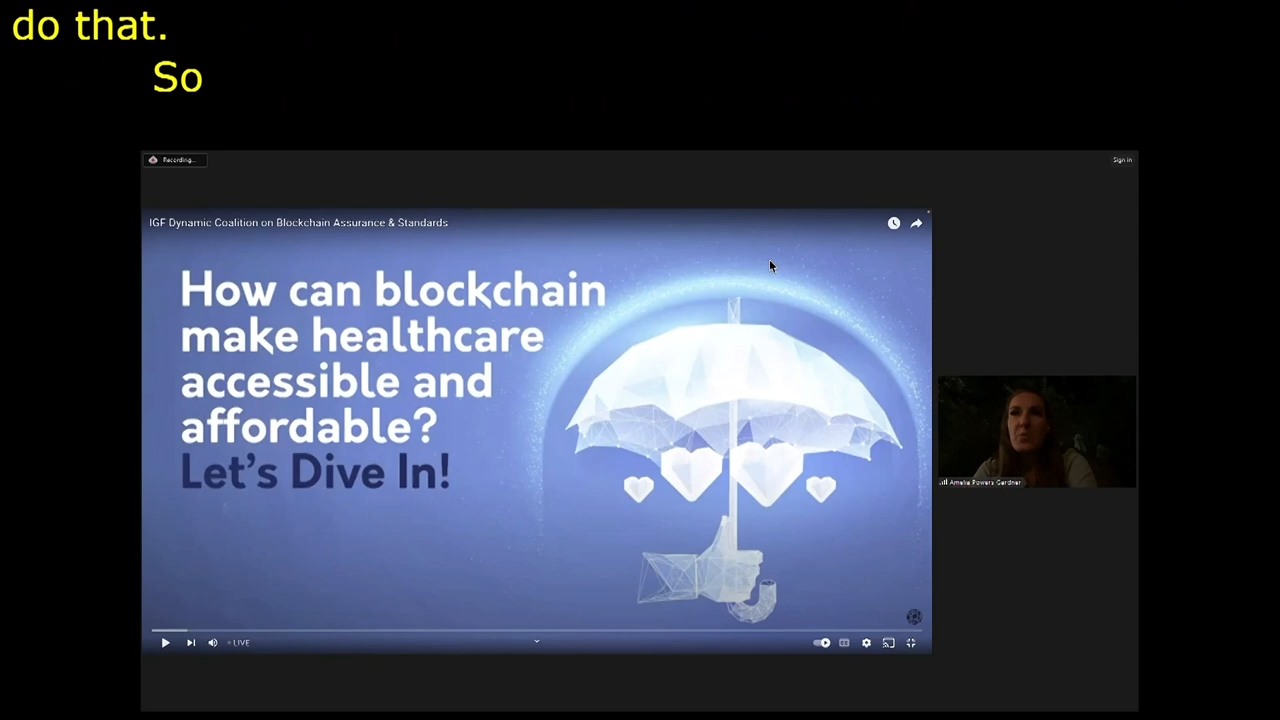 do that.
So
Recording...
Sign in
IGF Dynamic Coalition on Blockchain Assurance & Standards
How can blockchain
make healthcare
accessible and
affordable?
Let's Dive In!
Amelia Powers Gardner
LIVE